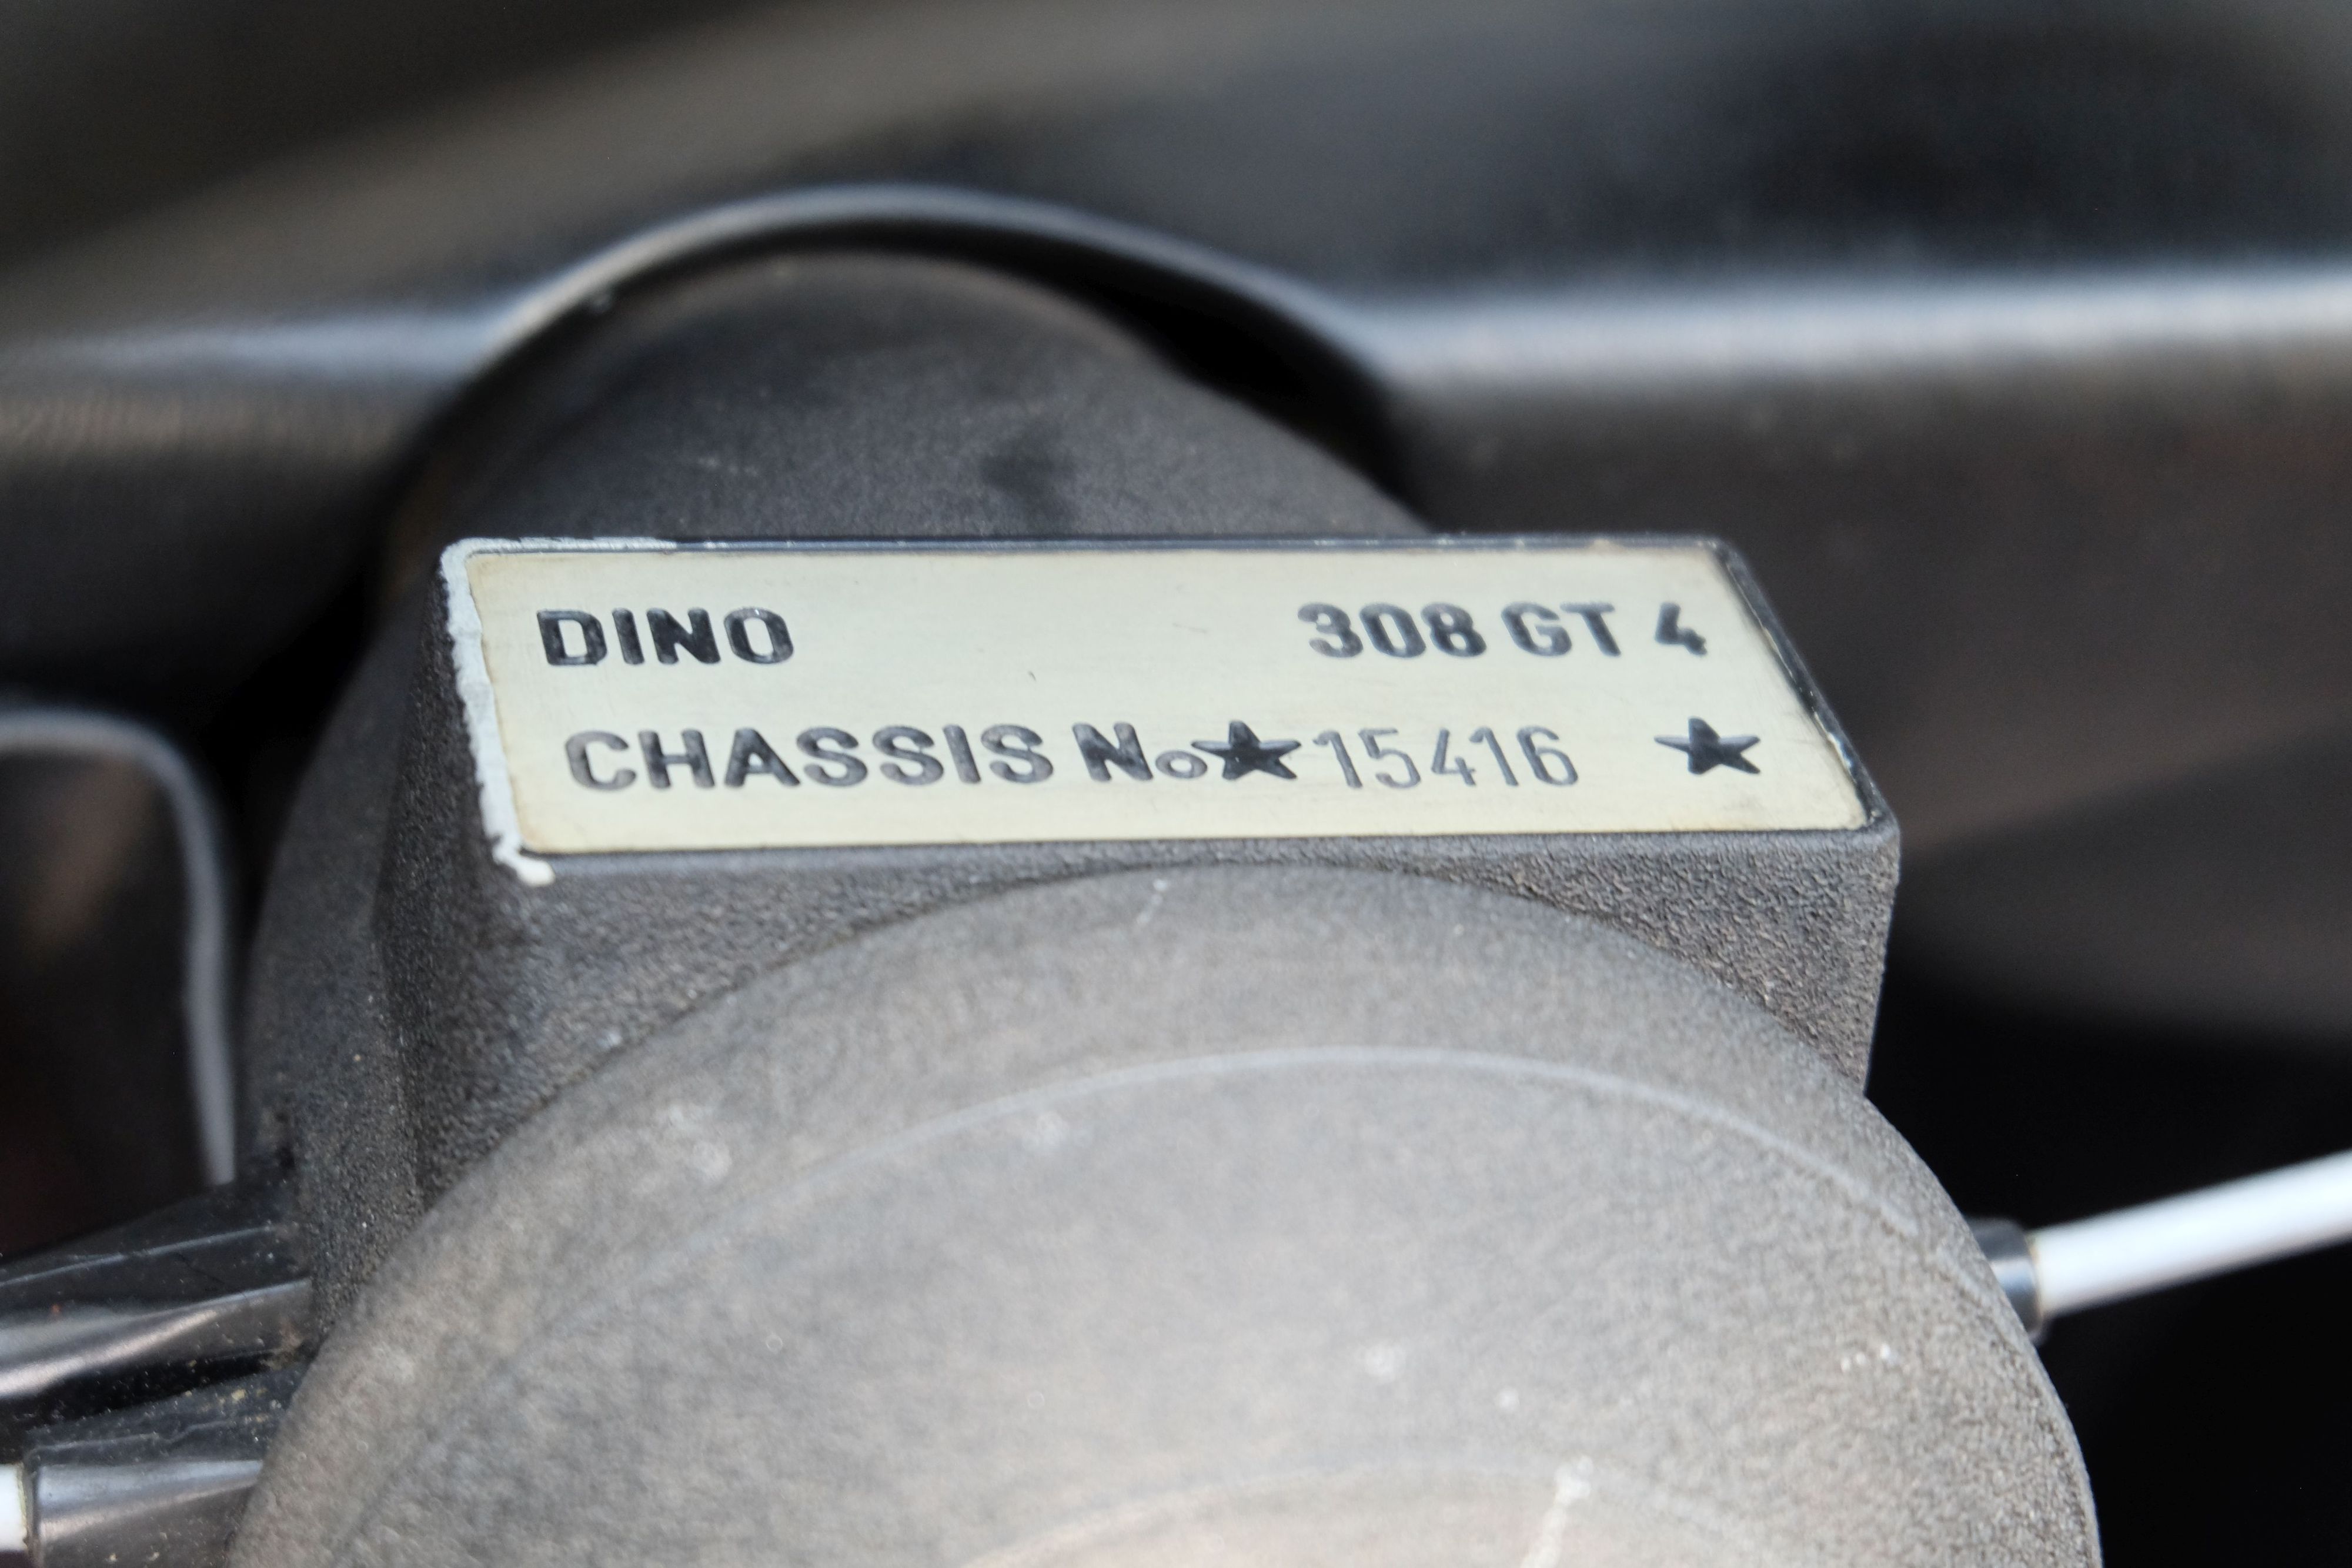 DINO 308 GT 4
CHASSIS No★15416 ★